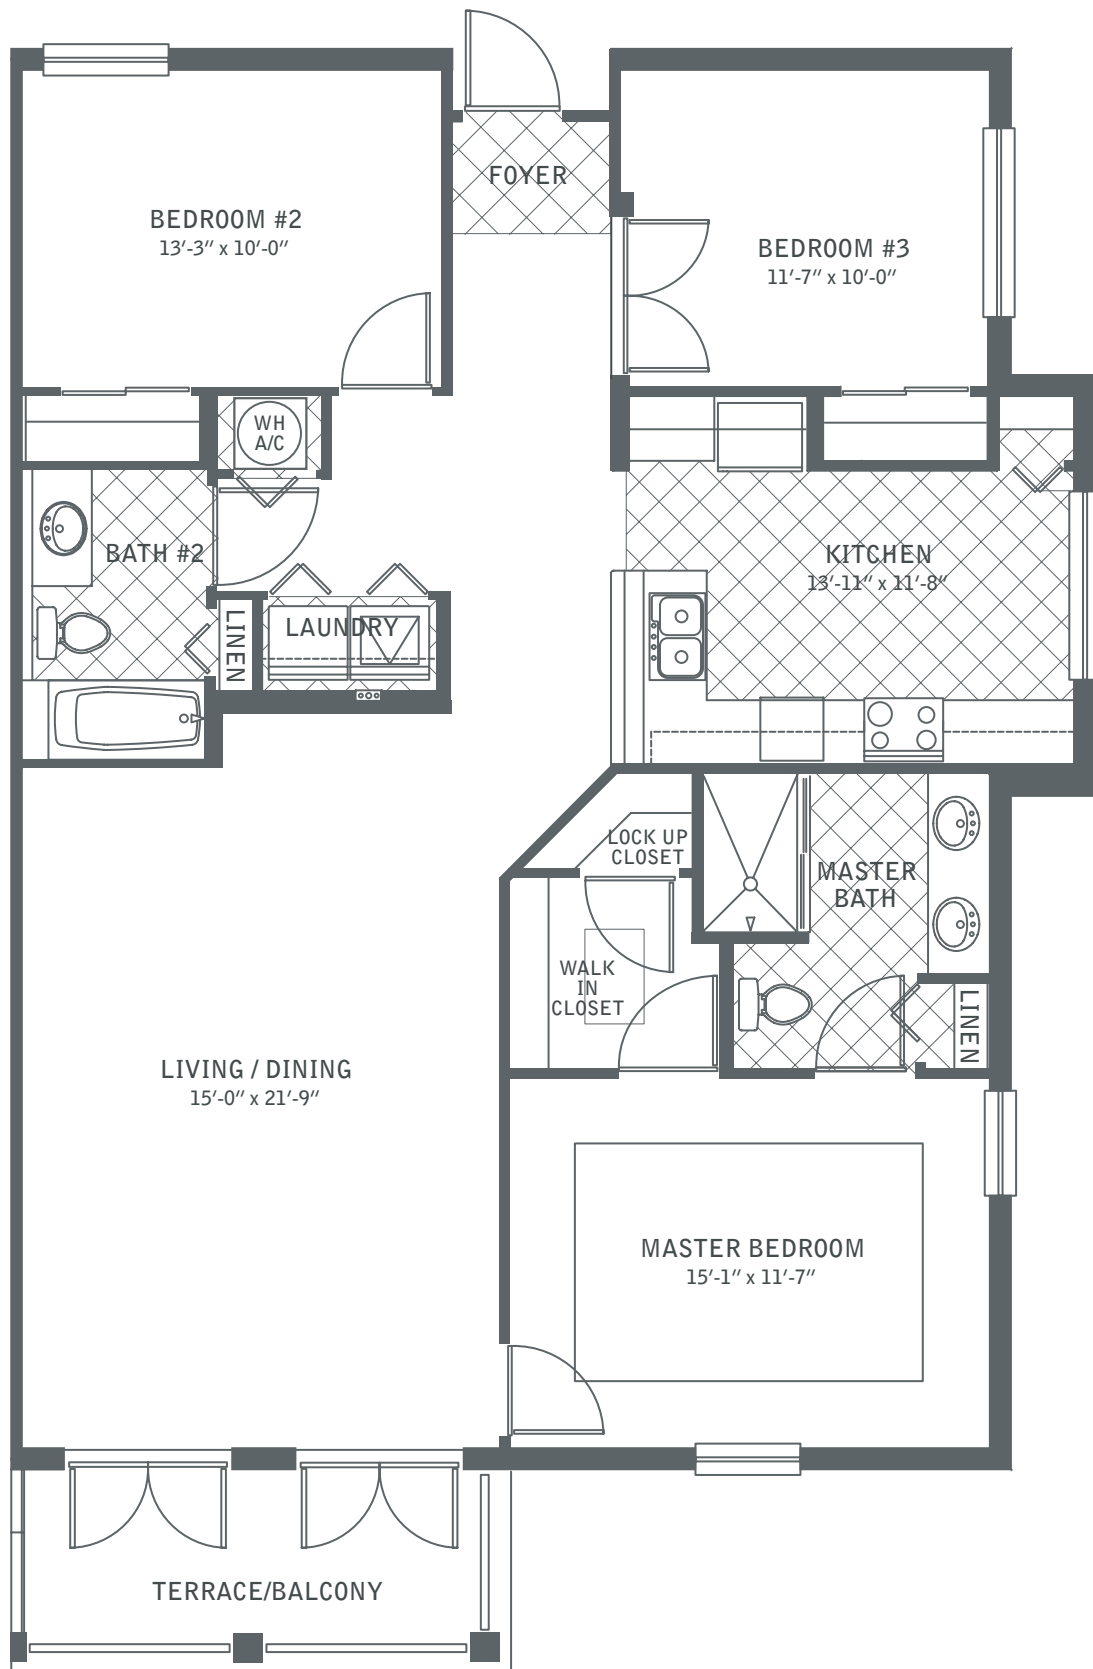 FOYER
BEDROOM #2
13'-3" x 10'-0"
BEDROOM #3
11'-7" x 10'-0"
WH
A/C
BATH #2
KITCHEN
13'-11" x 11'-8"
LINEN
LAUNDRY
LOCK UP
CLOSET
MASTER
BATH
WALK
IN
CLOSET
LINEN
LIVING / DINING
15'-0" x 21'-9"
MASTER BEDROOM
15'-1" x 11'-7"
TERRACE/BALCONY